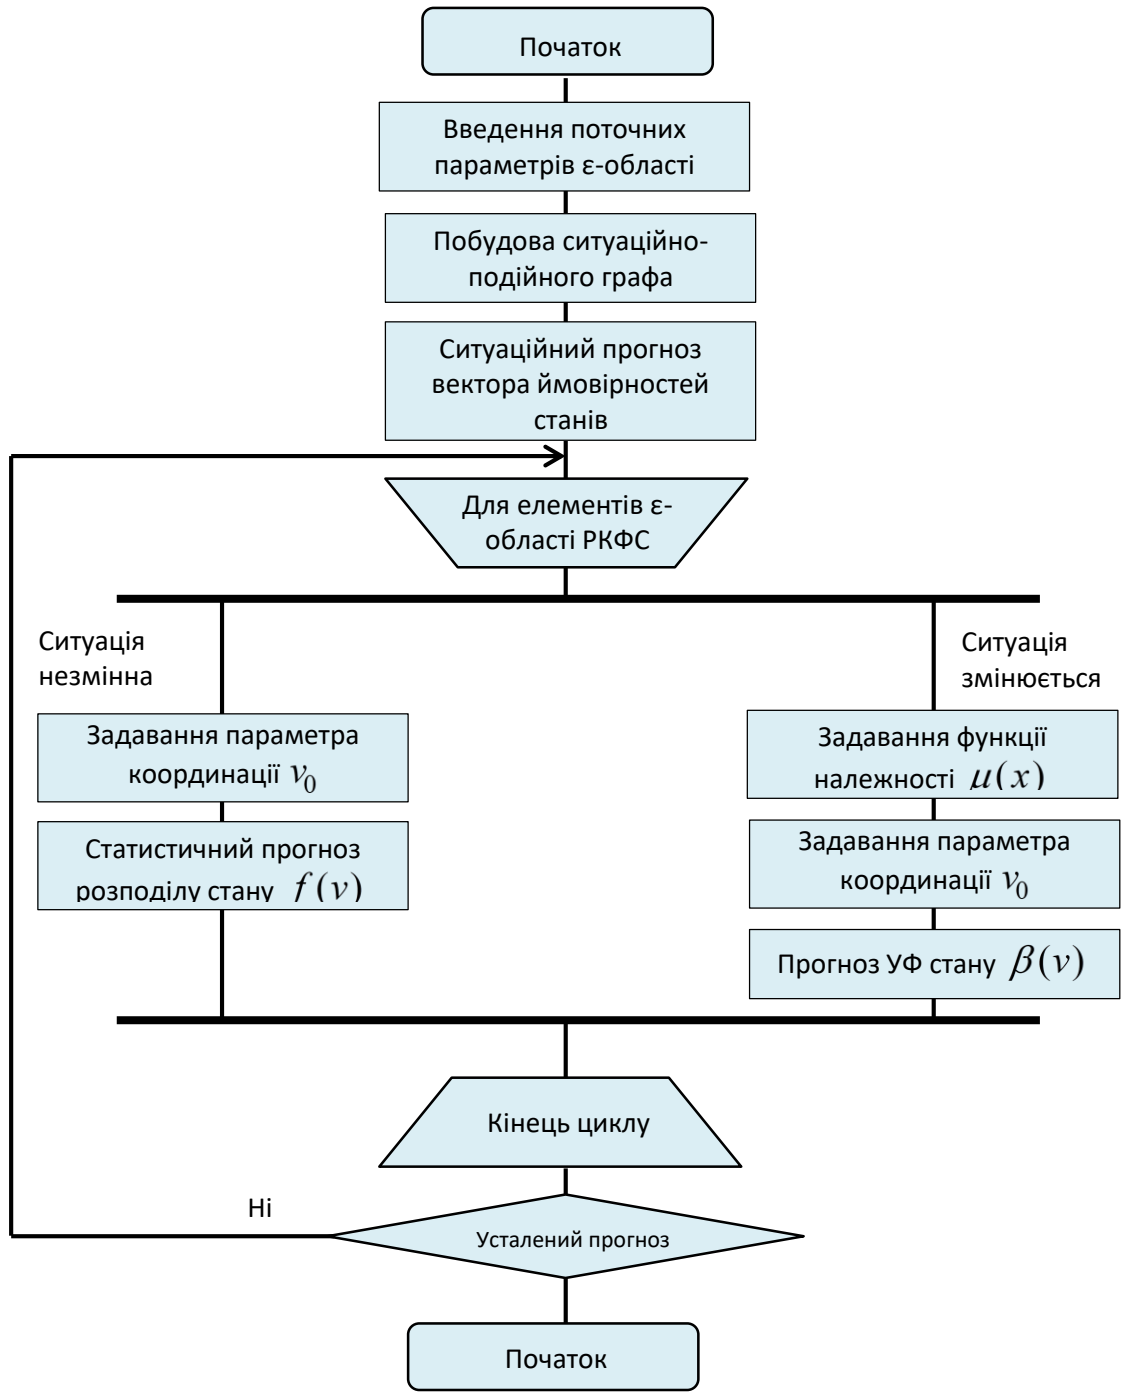 Початок
Введення поточних
параметрів ε-області
Побудова ситуаційно-
подійного графа
Ситуаційний прогноз
вектора ймовірностей
станів
Для елементів ε-
області РКФС
Ситуація
незмінна
Задавання параметра
координації ν₀
Статистичний прогноз
розподілу стану f(ν)
Ситуація
змінюється
Задавання функції
належності μ(x)
Задавання параметра
координації ν₀
Прогноз УФ стану β(ν)
Кінець циклу
Ні
Усталений прогноз
Початок